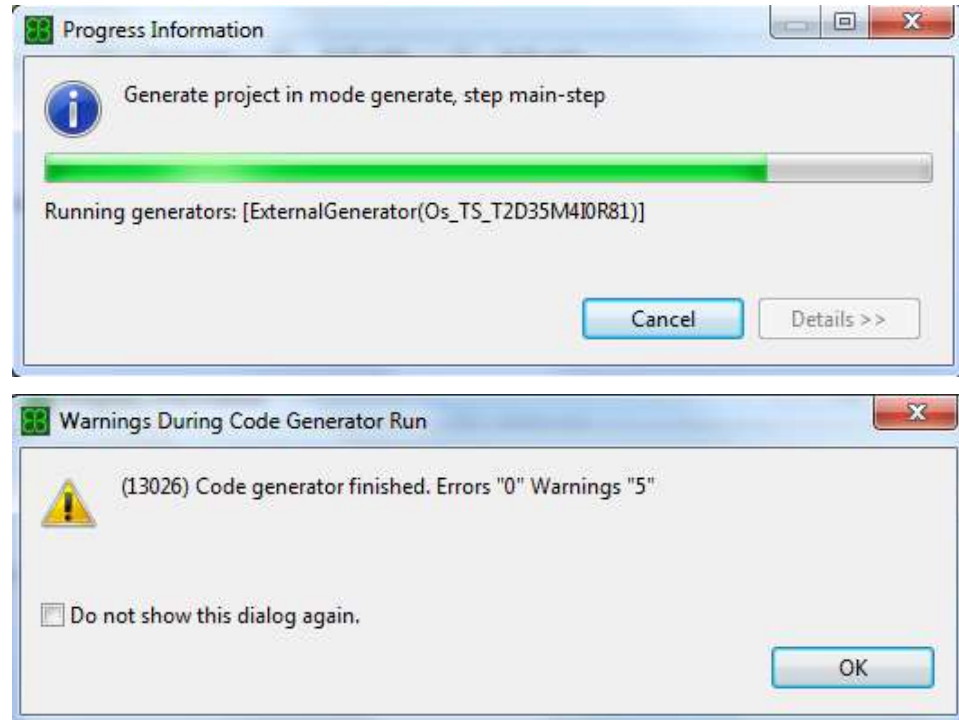 Progress Information
Generate project in mode generate, step main-step
Running generators: [ExternalGenerator(Os_TS_T2D35M4I0R81)]
Cancel
Details >>
Warnings During Code Generator Run
(13026) Code generator finished. Errors "0" Warnings "5"
Do not show this dialog again.
OK